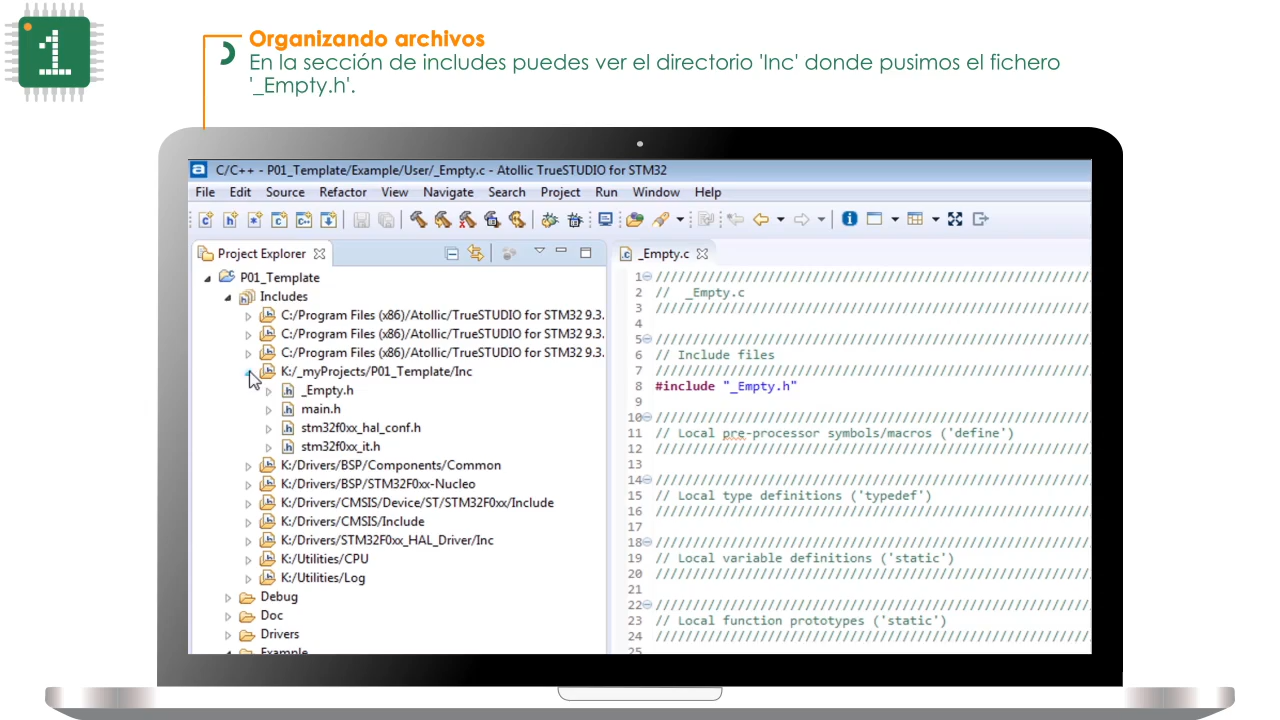 1
Organizando archivos
En la sección de includes puedes ver el directorio 'Inc' donde pusimos el fichero
'_Empty.h'.
C/C++ - P01_Template/Example/User/_Empty.c - Atollic TrueSTUDIO for STM32
File Edit Source Refactor View Navigate Search Project Run Window Help
Project Explorer
P01_Template
Includes
C:/Program Files (x86)/Atollic/TrueSTUDIO for STM32 9.3.
C:/Program Files (x86)/Atollic/TrueSTUDIO for STM32 9.3.
C:/Program Files (x86)/Atollic/TrueSTUDIO for STM32 9.3.
K:/_myProjects/P01_Template/Inc
_Empty.h
main.h
stm32f0xx_hal_conf.h
stm32f0xx_it.h
K:/Drivers/BSP/Components/Common
K:/Drivers/BSP/STM32F0xx-Nucleo
K:/Drivers/CMSIS/Device/ST/STM32F0xx/Include
K:/Drivers/CMSIS/Include
K:/Drivers/STM32F0xx_HAL_Driver/Inc
K:/Utilities/CPU
K:/Utilities/Log
Debug
Doc
Drivers
Example
_Empty.c
1 ////////////////////////////////////////////////////////////
2 // _Empty.c
3 ////////////////////////////////////////////////////////////
4
5 ////////////////////////////////////////////////////////////
6 // Include files
7 ////////////////////////////////////////////////////////////
8 #include "_Empty.h"
9
10 ////////////////////////////////////////////////////////////
11 // Local pre-processor symbols/macros ('define')
12 ////////////////////////////////////////////////////////////
13
14 ////////////////////////////////////////////////////////////
15 // Local type definitions ('typedef')
16 ////////////////////////////////////////////////////////////
17
18 ////////////////////////////////////////////////////////////
19 // Local variable definitions ('static')
20 ////////////////////////////////////////////////////////////
21
22 ////////////////////////////////////////////////////////////
23 // Local function prototypes ('static')
24 ////////////////////////////////////////////////////////////
25